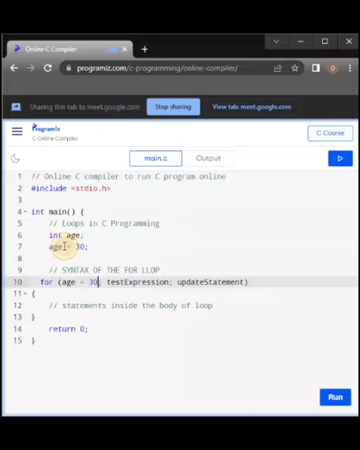 Online C Compiler
programiz.com/c-programming/online-compiler/
Sharing this tab to meet.google.com
Stop sharing
View tab: meet.google.com
Programiz
C Online Compiler
C Course
main.c
Output
1 // Online C compiler to run C program online
2 #include <stdio.h>
3
4 int main() {
5 // Loops in C Programming
6 int age;
7 age = 30;
8
9 // SYNTAX OF THE FOR LLOP
10 for (age = 30; testExpression; updateStatement)
11 {
12 // statements inside the body of loop
13 }
14 return 0;
15 }
Run